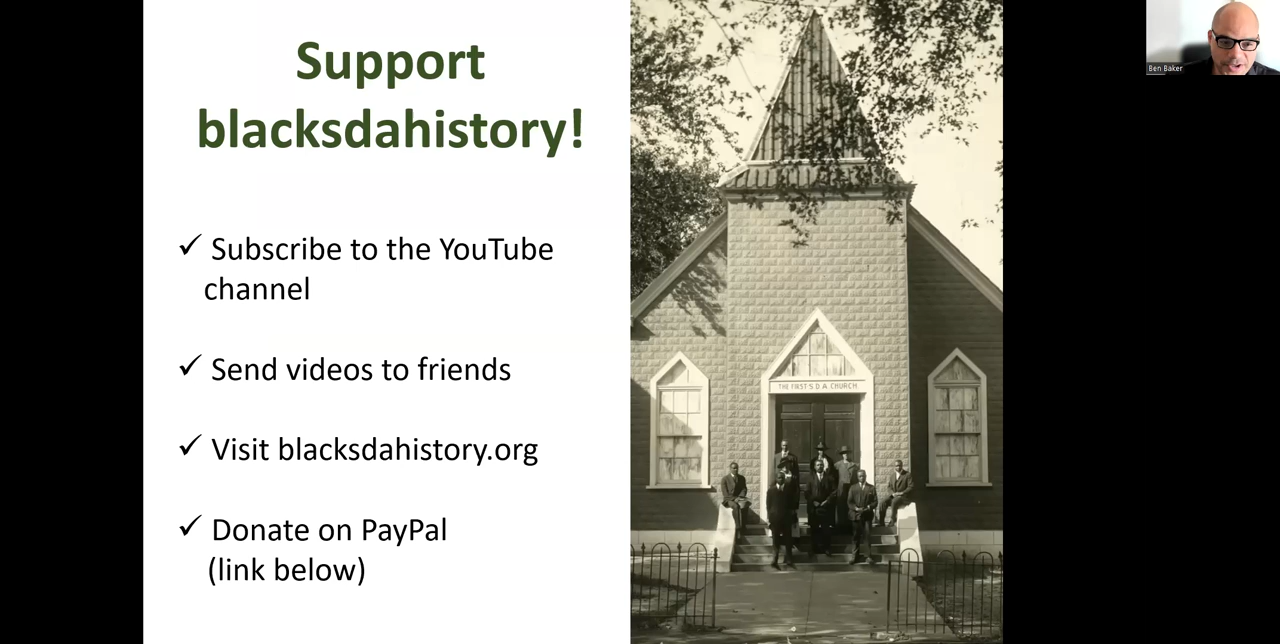 Support
blacksdahistory!
✓ Subscribe to the YouTube
channel
✓ Send videos to friends
✓ Visit blacksdahistory.org
✓ Donate on PayPal
(link below)
THE FIRST S.D.A. CHURCH
Ben Baker